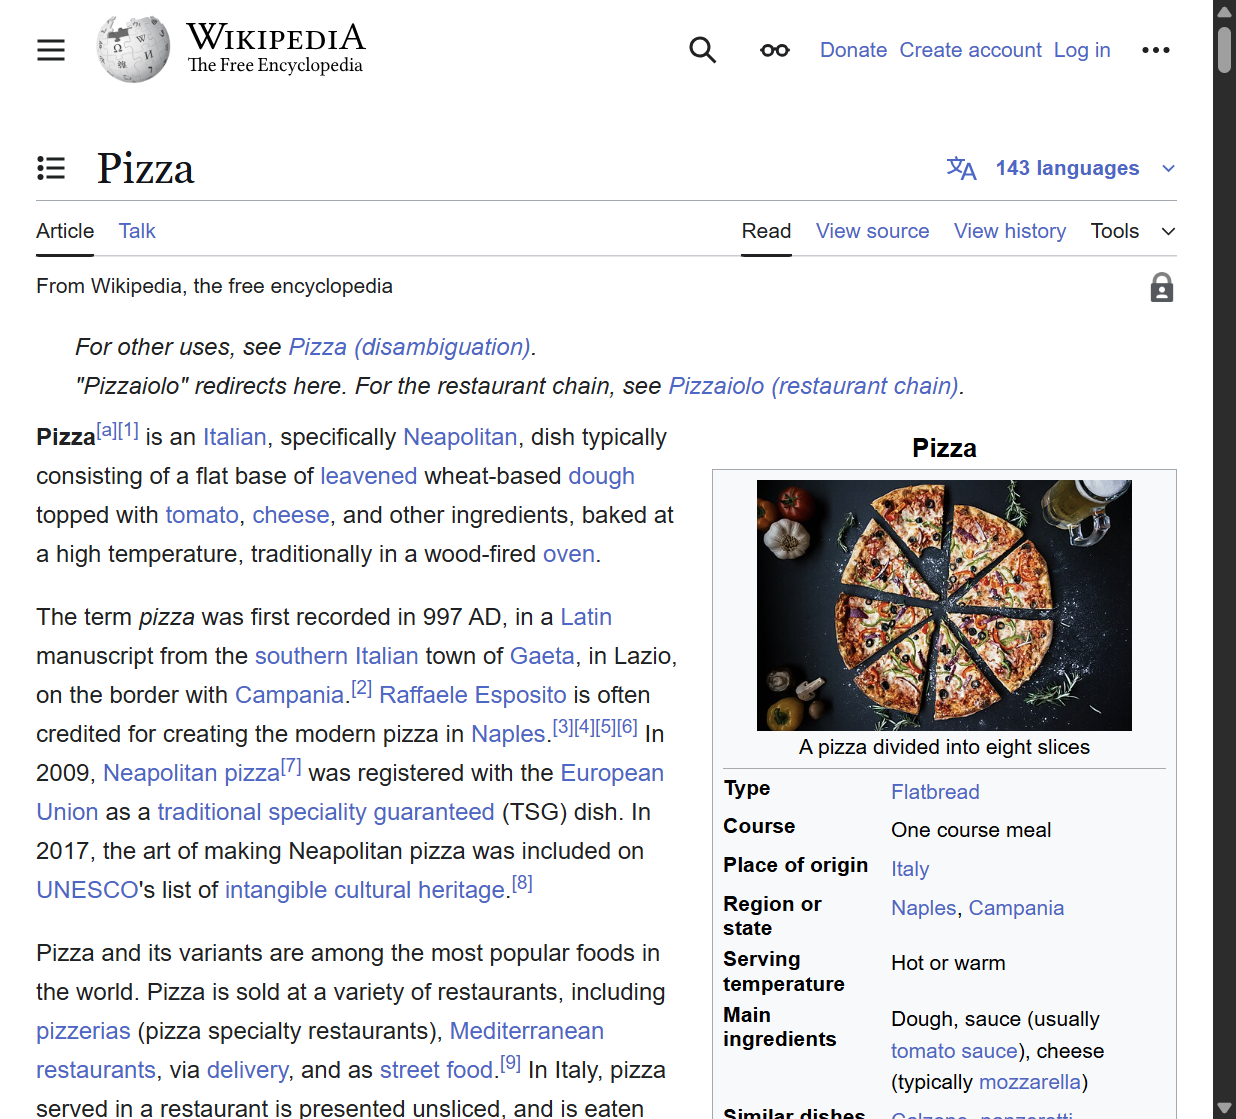 WIKIPEDIA
The Free Encyclopedia
Donate Create account Log in
Pizza
143 languages
Article Talk
Read View source View history Tools
From Wikipedia, the free encyclopedia
For other uses, see Pizza (disambiguation).
"Pizzaiolo" redirects here. For the restaurant chain, see Pizzaiolo (restaurant chain).
Pizza[a][1] is an Italian, specifically Neapolitan, dish typically
consisting of a flat base of leavened wheat-based dough
topped with tomato, cheese, and other ingredients, baked at
a high temperature, traditionally in a wood-fired oven.
The term pizza was first recorded in 997 AD, in a Latin
manuscript from the southern Italian town of Gaeta, in Lazio,
on the border with Campania.[2] Raffaele Esposito is often
credited for creating the modern pizza in Naples.[3][4][5][6] In
2009, Neapolitan pizza[7] was registered with the European
Union as a traditional speciality guaranteed (TSG) dish. In
2017, the art of making Neapolitan pizza was included on
UNESCO's list of intangible cultural heritage.[8]
Pizza and its variants are among the most popular foods in
the world. Pizza is sold at a variety of restaurants, including
pizzerias (pizza specialty restaurants), Mediterranean
restaurants, via delivery, and as street food.[9] In Italy, pizza
served in a restaurant is presented unsliced, and is eaten
Pizza
A pizza divided into eight slices
Type Flatbread
Course One course meal
Place of origin Italy
Region or
state
Naples, Campania
Serving
temperature
Hot or warm
Main
ingredients
Dough, sauce (usually
tomato sauce), cheese
(typically mozzarella)
Similar dishes Calzone, panzerotti